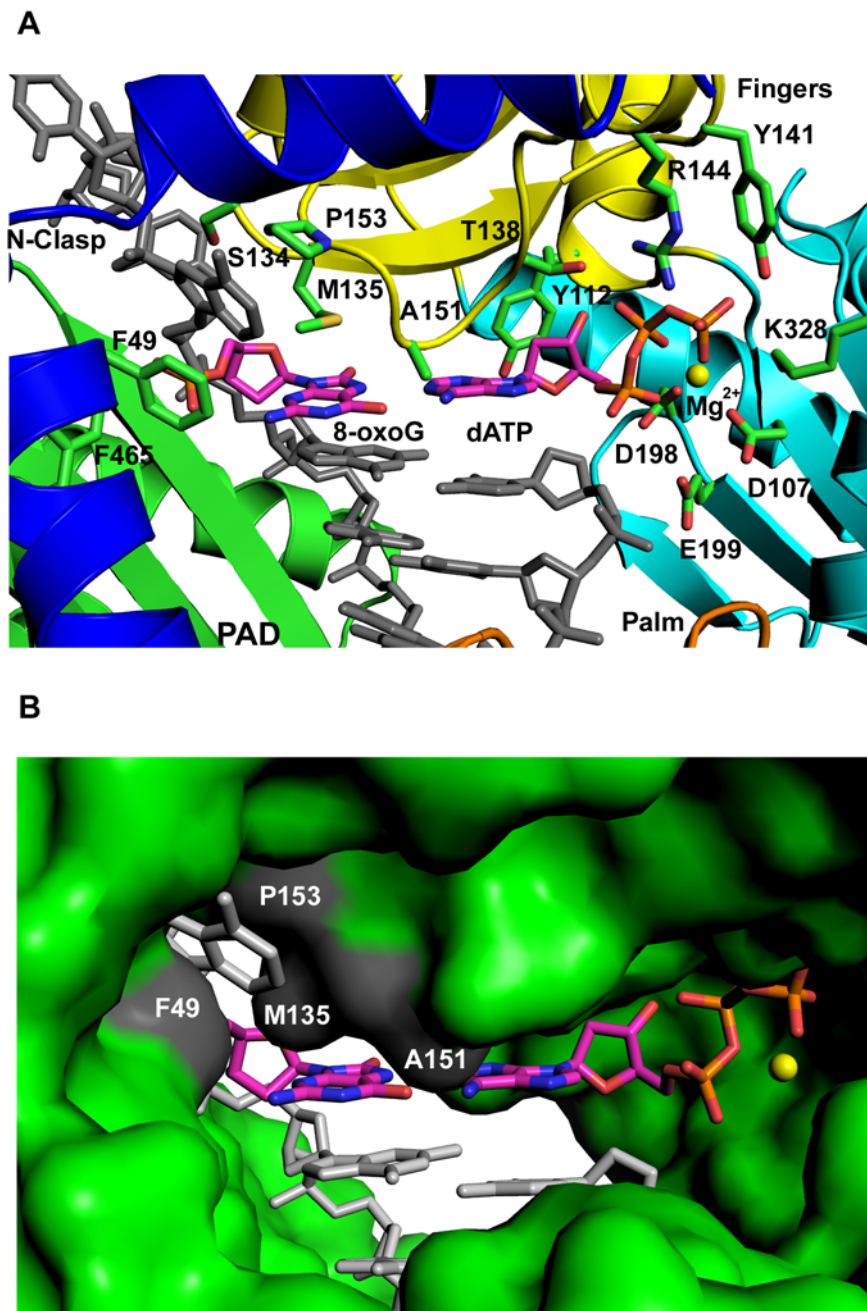 A
Fingers
Y141
R144
P153
T138
N-Clasp
S134
M135
Y112
A151
F49
K328
Mg2+
8-oxoG
dATP
F465
D198
D107
E199
PAD
Palm
B
P153
F49
M135
A151